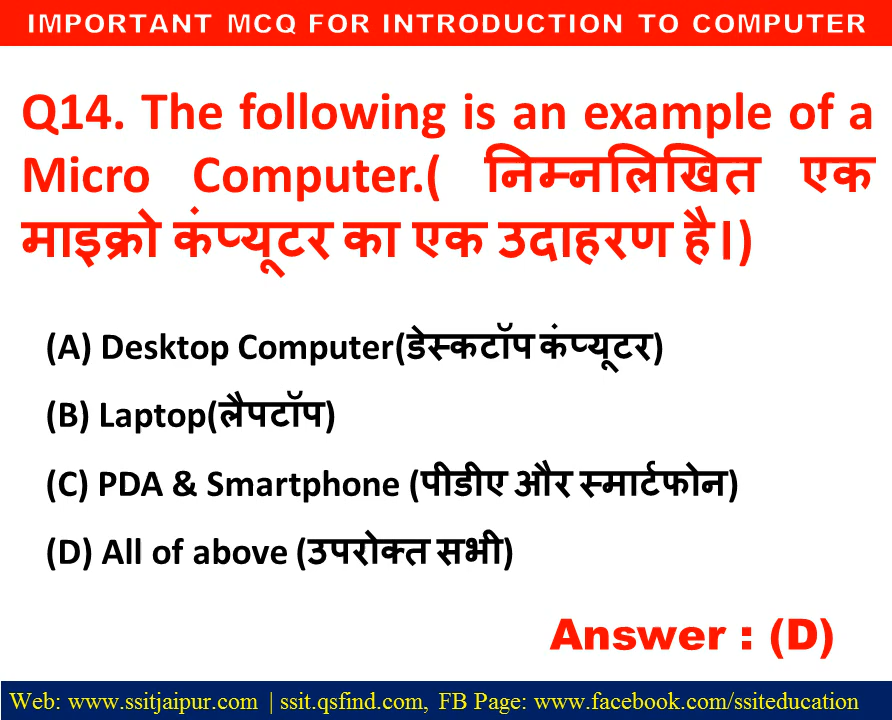 IMPORTANT MCQ FOR INTRODUCTION TO COMPUTER
Q14. The following is an example of a
Micro Computer.( निम्नलिखित एक
माइक्रो कंप्यूटर का एक उदाहरण है।)
(A) Desktop Computer(डेस्कटॉप कंप्यूटर)
(B) Laptop(लैपटॉप)
(C) PDA & Smartphone (पीडीए और स्मार्टफोन)
(D) All of above (उपरोक्त सभी)
Answer : (D)
Web: www.ssitjaipur.com | ssit.qsfind.com, FB Page: www.facebook.com/ssiteducation